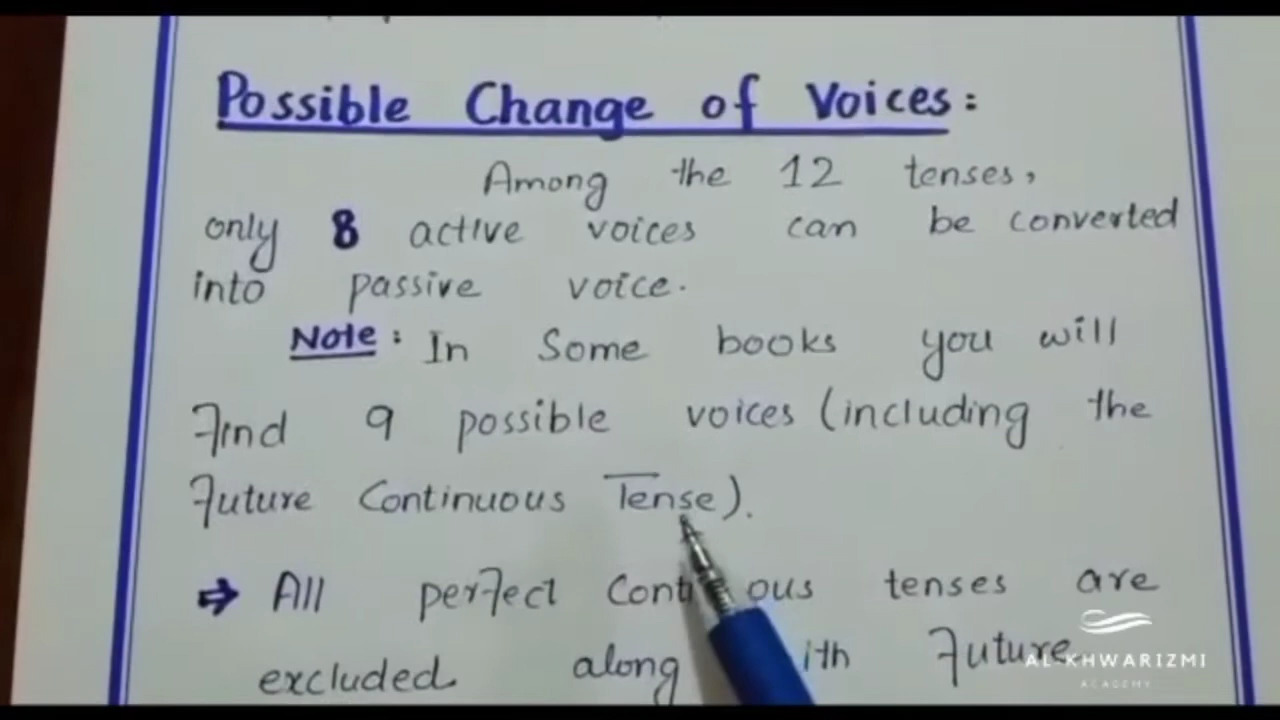 Possible Change of Voices:
Among the 12 tenses,
only 8 active voices can be converted
into passive voice.
Note: In Some books you will
Find 9 possible voices (including the
Future Continuous Tense).
⇒ All perfect tenses are
excluded along Future
AL-KHWARIZMI
ACADEMY